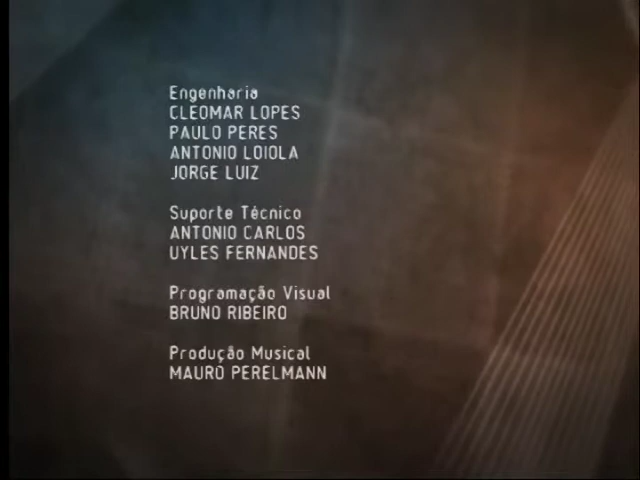 Engenharia
CLEOMAR LOPES
PAULO PERES
ANTONIO LOIOLA
JORGE LUIZ
Suporte Técnico
ANTONIO CARLOS
UYLES FERNANDES
Programação Visual
BRUNO RIBEIRO
Produção Musical
MAURO PERELMANN